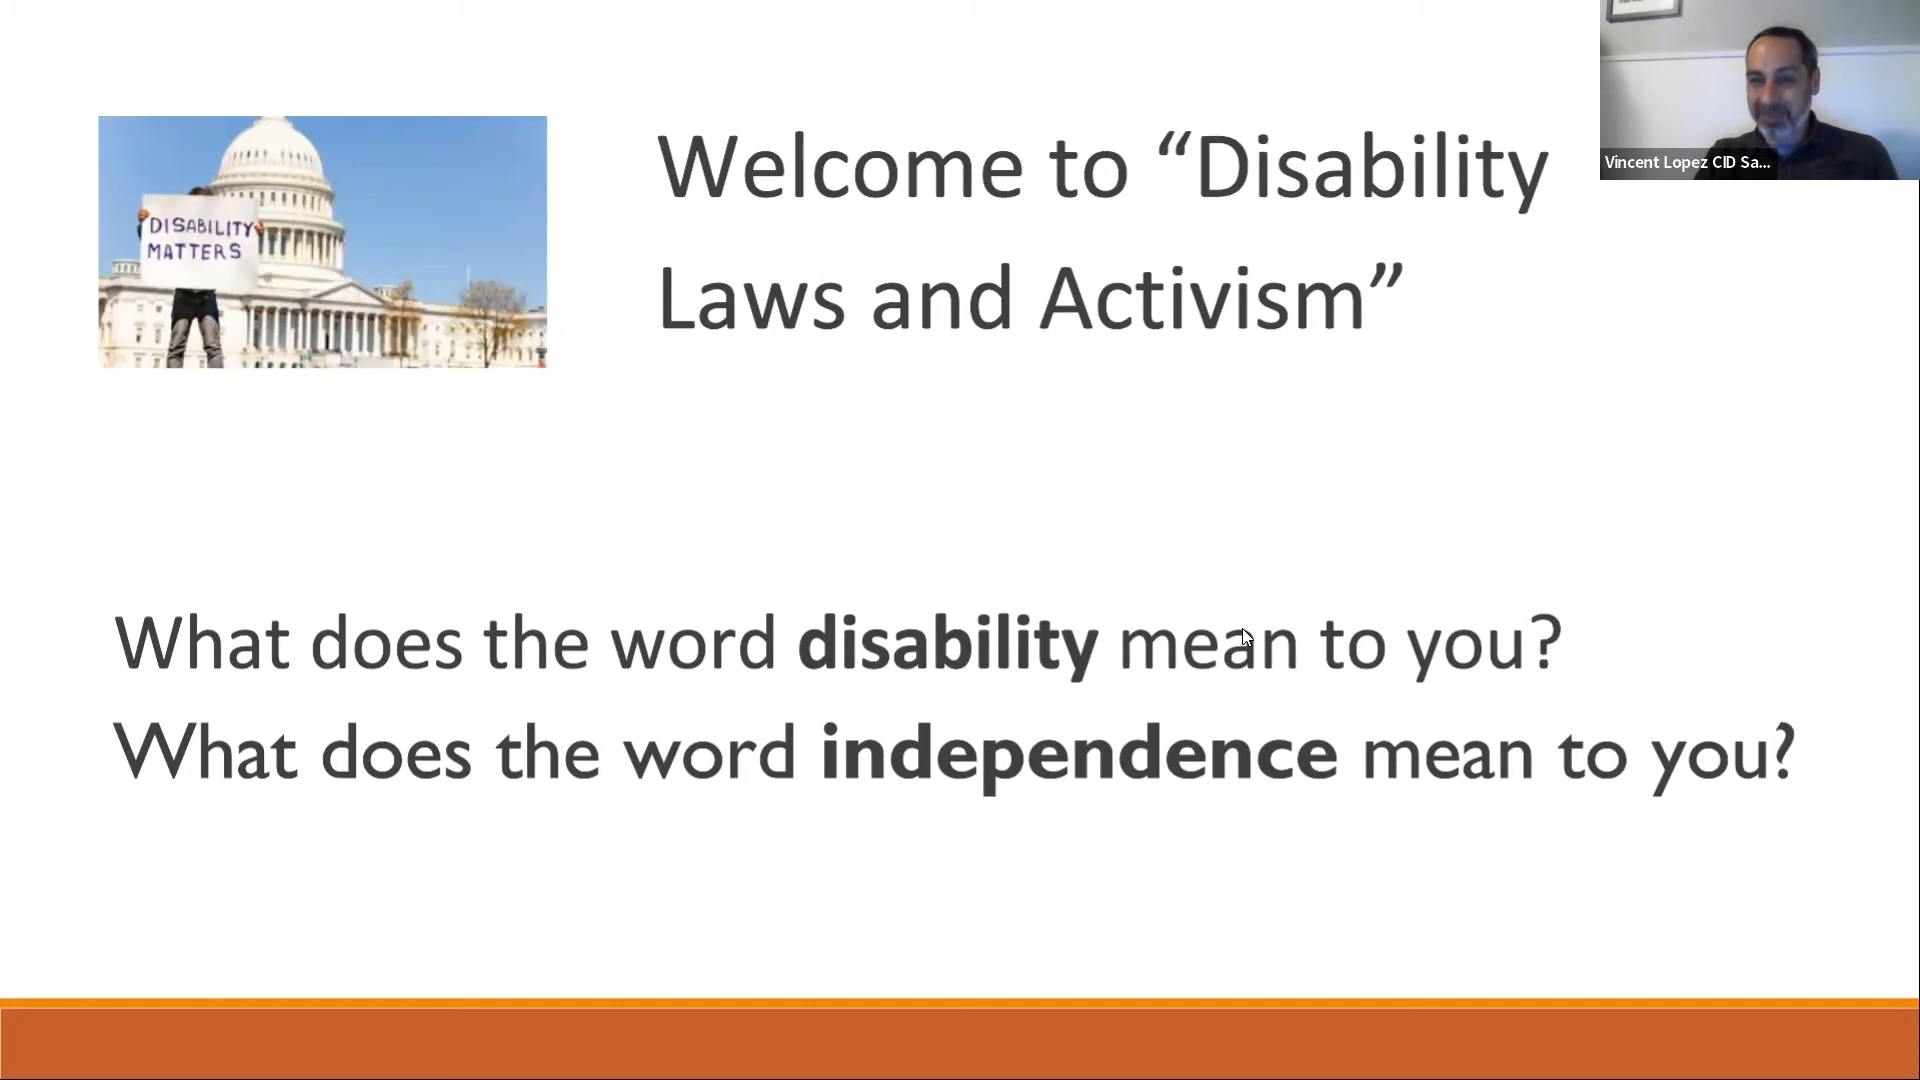 Welcome to “Disability
Laws and Activism”
Vincent Lopez CID Sa...
DISABILITY
MATTERS
What does the word disability mean to you?
What does the word independence mean to you?